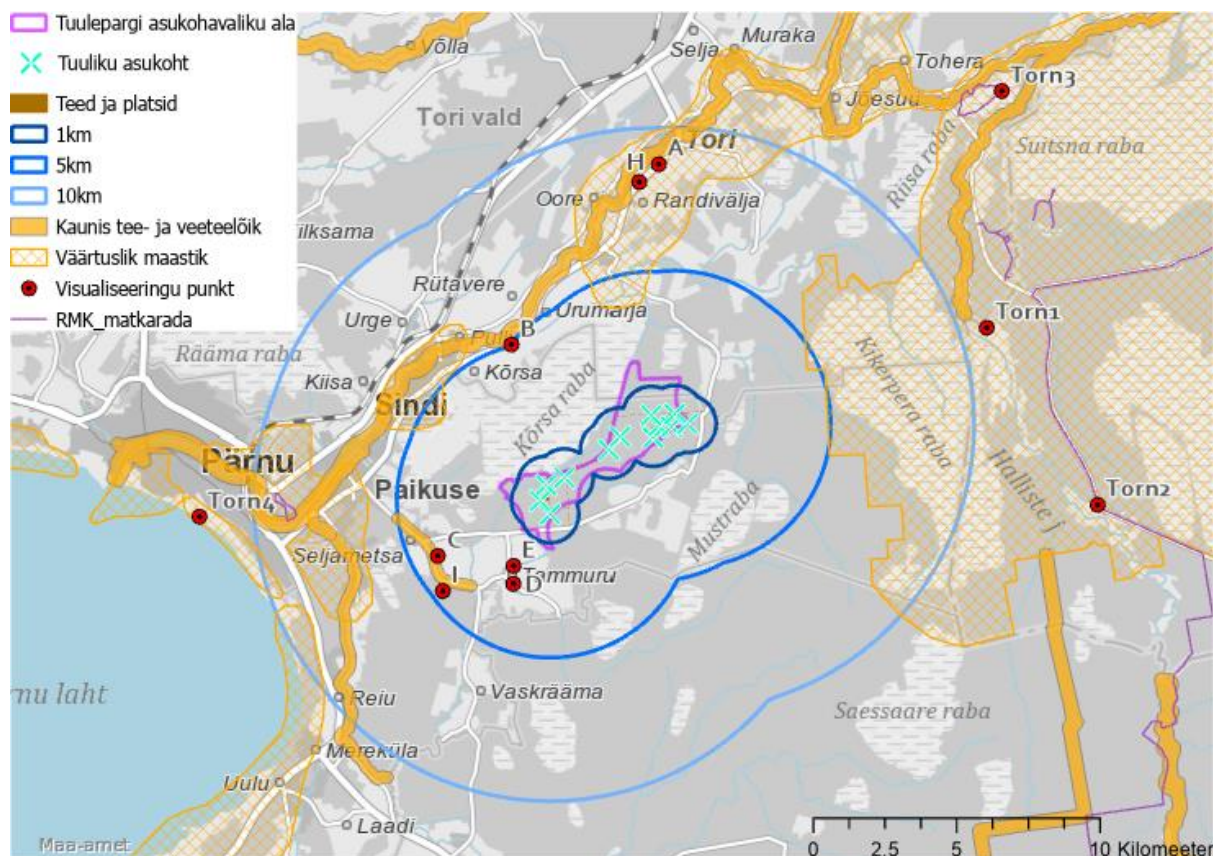 Tuulepargi asukohavaliku ala
Tuuliku asukoht
Teed ja platsid
1km
5km
10km
Kaunis tee- ja veeteelõik
Väärtuslik maastik
Visualiseeringu punkt
RMK_matkarada
Võlla
Selja
Muraka
Tohera
Torn3
Jõesuu
Tori vald
Tori
A
H
Suitsna raba
Riisa raba
Oore
Randivälja
ilksama
Rütavere
Urumarja
Urge
B
Torn1
Rääma raba
Kõrsa
Kiisa
Kikerpera raba
Sindi
Kõrsa raba
Pärnu
Halliste j
Paikuse
Torn4
Torn2
Mustraba
Seljametsa
C
E
Tammuru
I
D
rnu laht
Reiu
Vaskrääma
Saessaare raba
Mereküla
Uulu
Laadi
Maa-amet
0 2,5 5 10 Kilomeeter